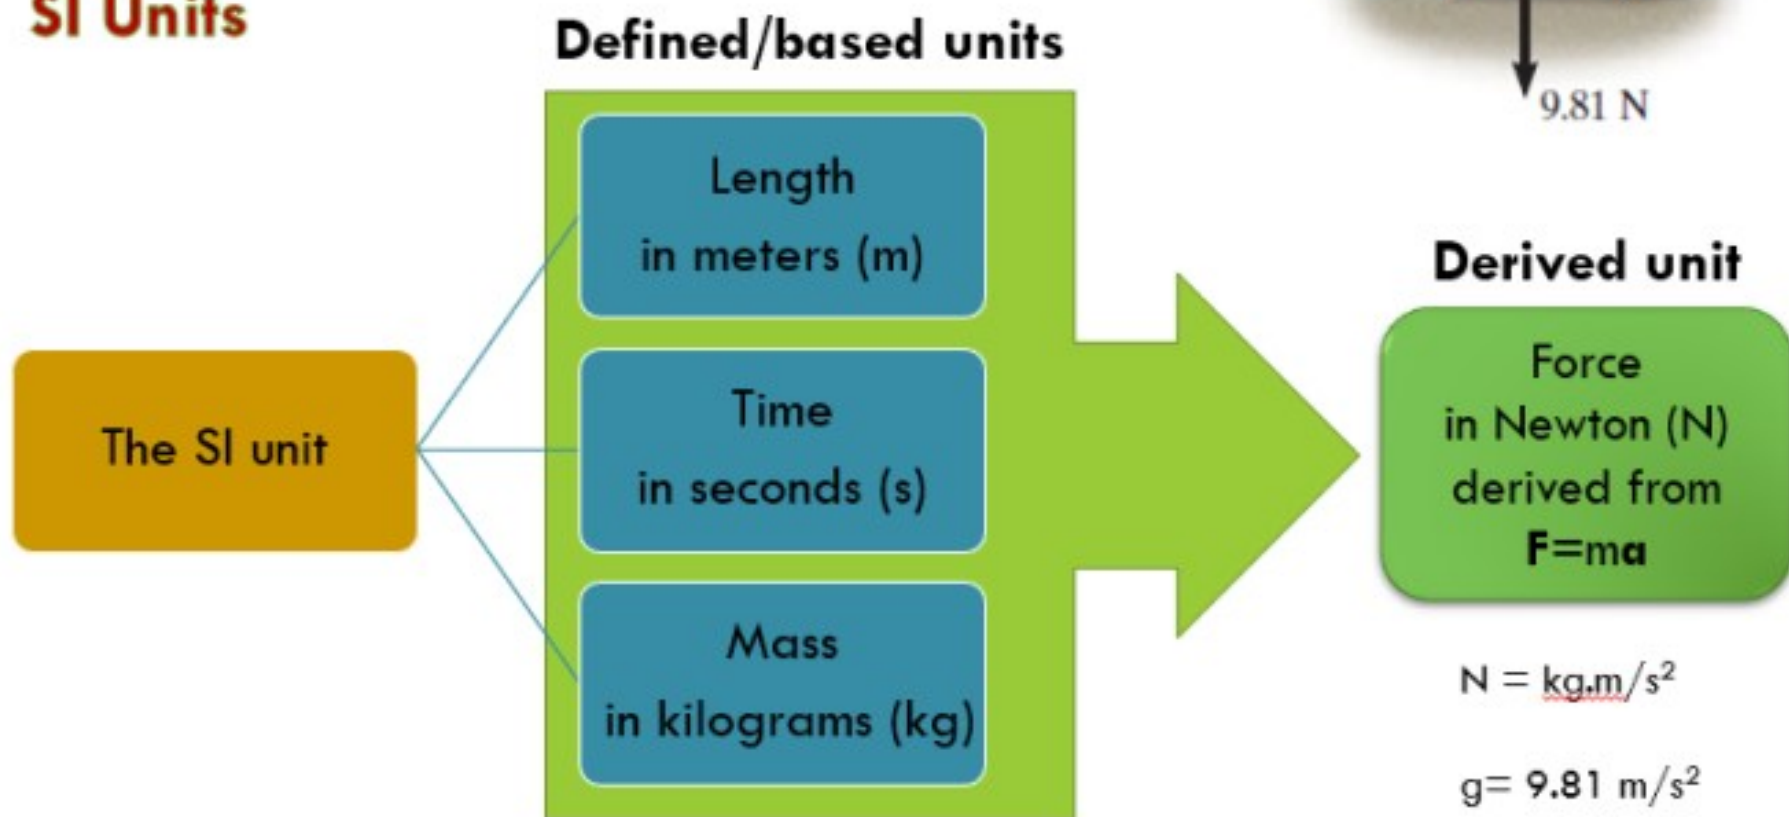 SI Units
Defined/based units
9.81 N
Length
in meters (m)
Time
in seconds (s)
Mass
in kilograms (kg)
The SI unit
Derived unit
Force
in Newton (N)
derived from
F=ma
N = kg.m/s²
g= 9.81 m/s²